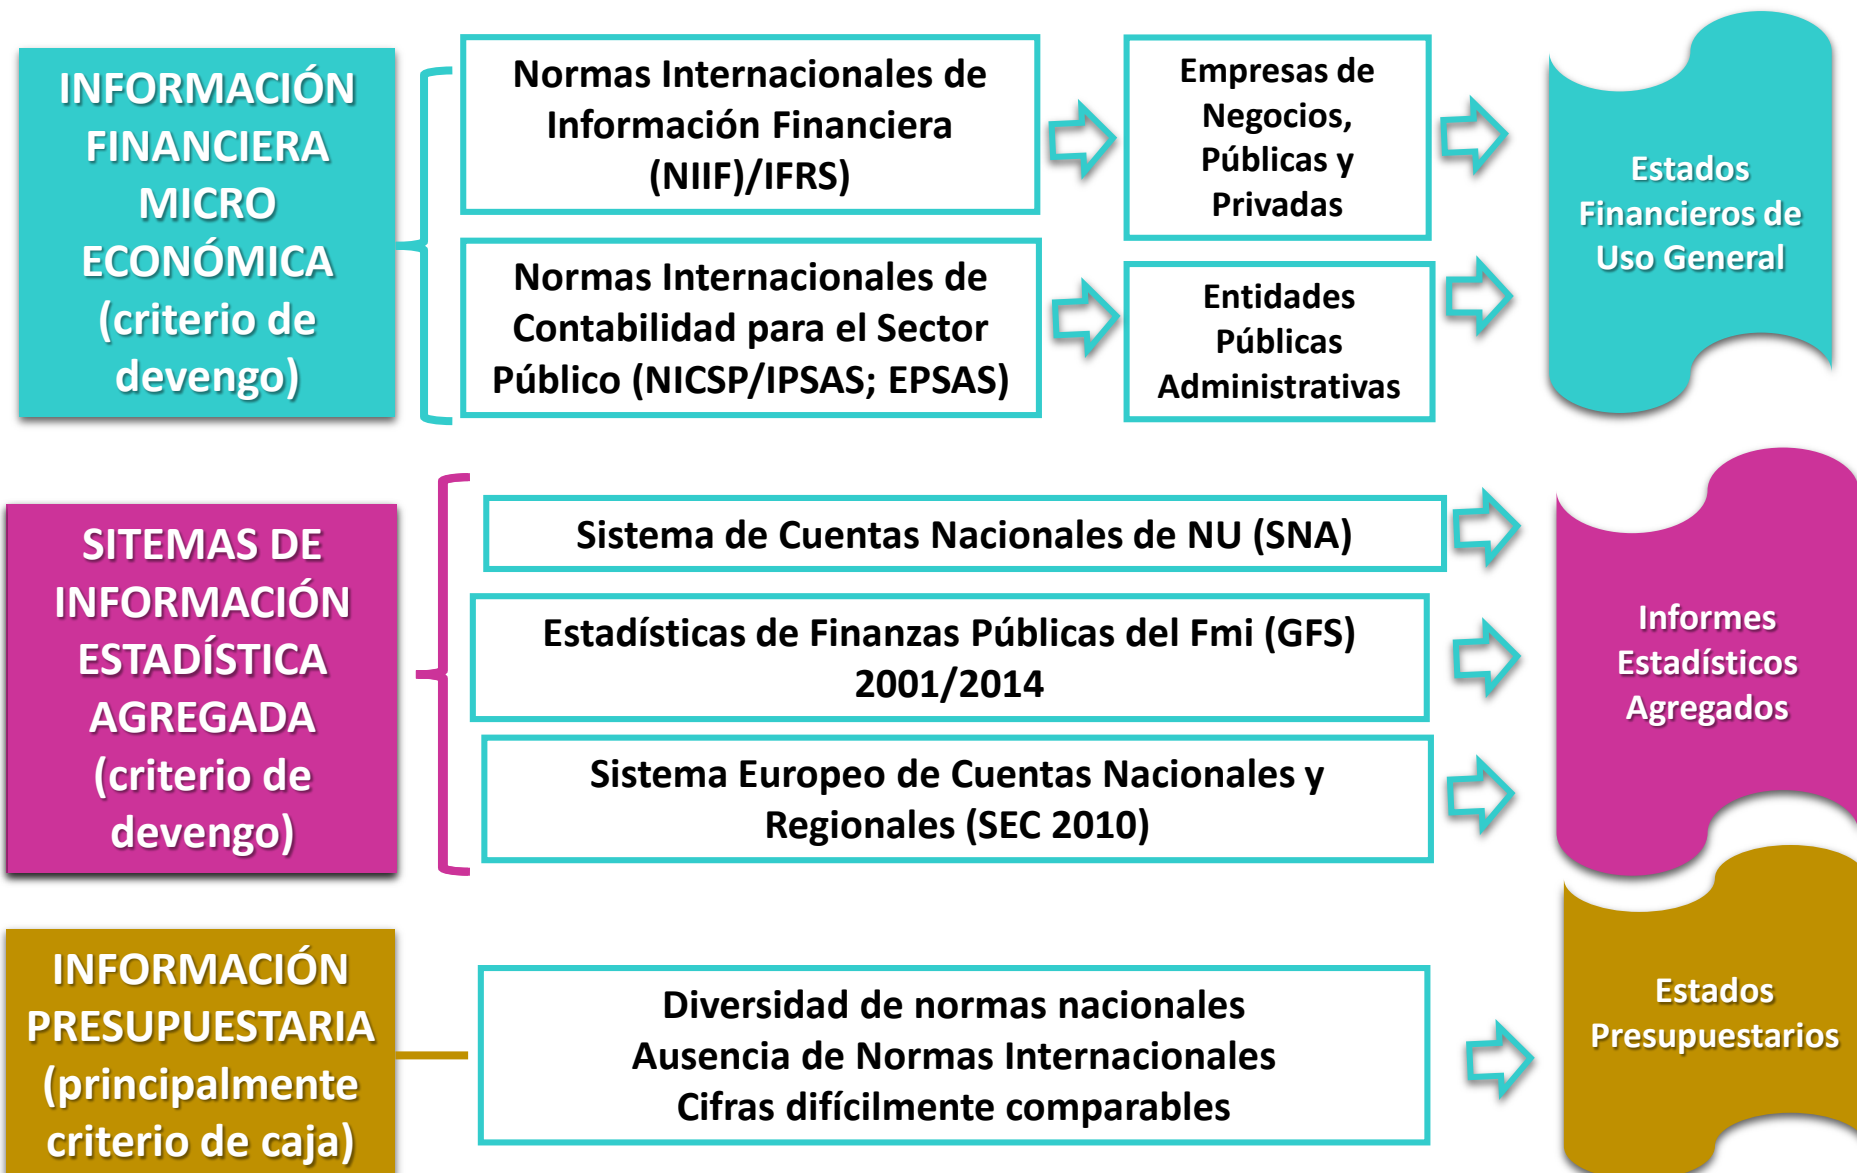 INFORMACIÓN
FINANCIERA
MICRO
ECONÓMICA
(criterio de
devengo)
Normas Internacionales de
Información Financiera
(NIIF)/IFRS)
Empresas de
Negocios,
Públicas y
Privadas
Normas Internacionales de
Contabilidad para el Sector
Público (NICSP/IPSAS; EPSAS)
Entidades
Públicas
Administrativas
Estados
Financieros de
Uso General
SITEMAS DE
INFORMACIÓN
ESTADÍSTICA
AGREGADA
(criterio de
devengo)
Sistema de Cuentas Nacionales de NU (SNA)
Estadísticas de Finanzas Públicas del Fmi (GFS)
2001/2014
Sistema Europeo de Cuentas Nacionales y
Regionales (SEC 2010)
Informes
Estadísticos
Agregados
INFORMACIÓN
PRESUPUESTARIA
(principalmente
criterio de caja)
Diversidad de normas nacionales
Ausencia de Normas Internacionales
Cifras difícilmente comparables
Estados
Presupuestarios